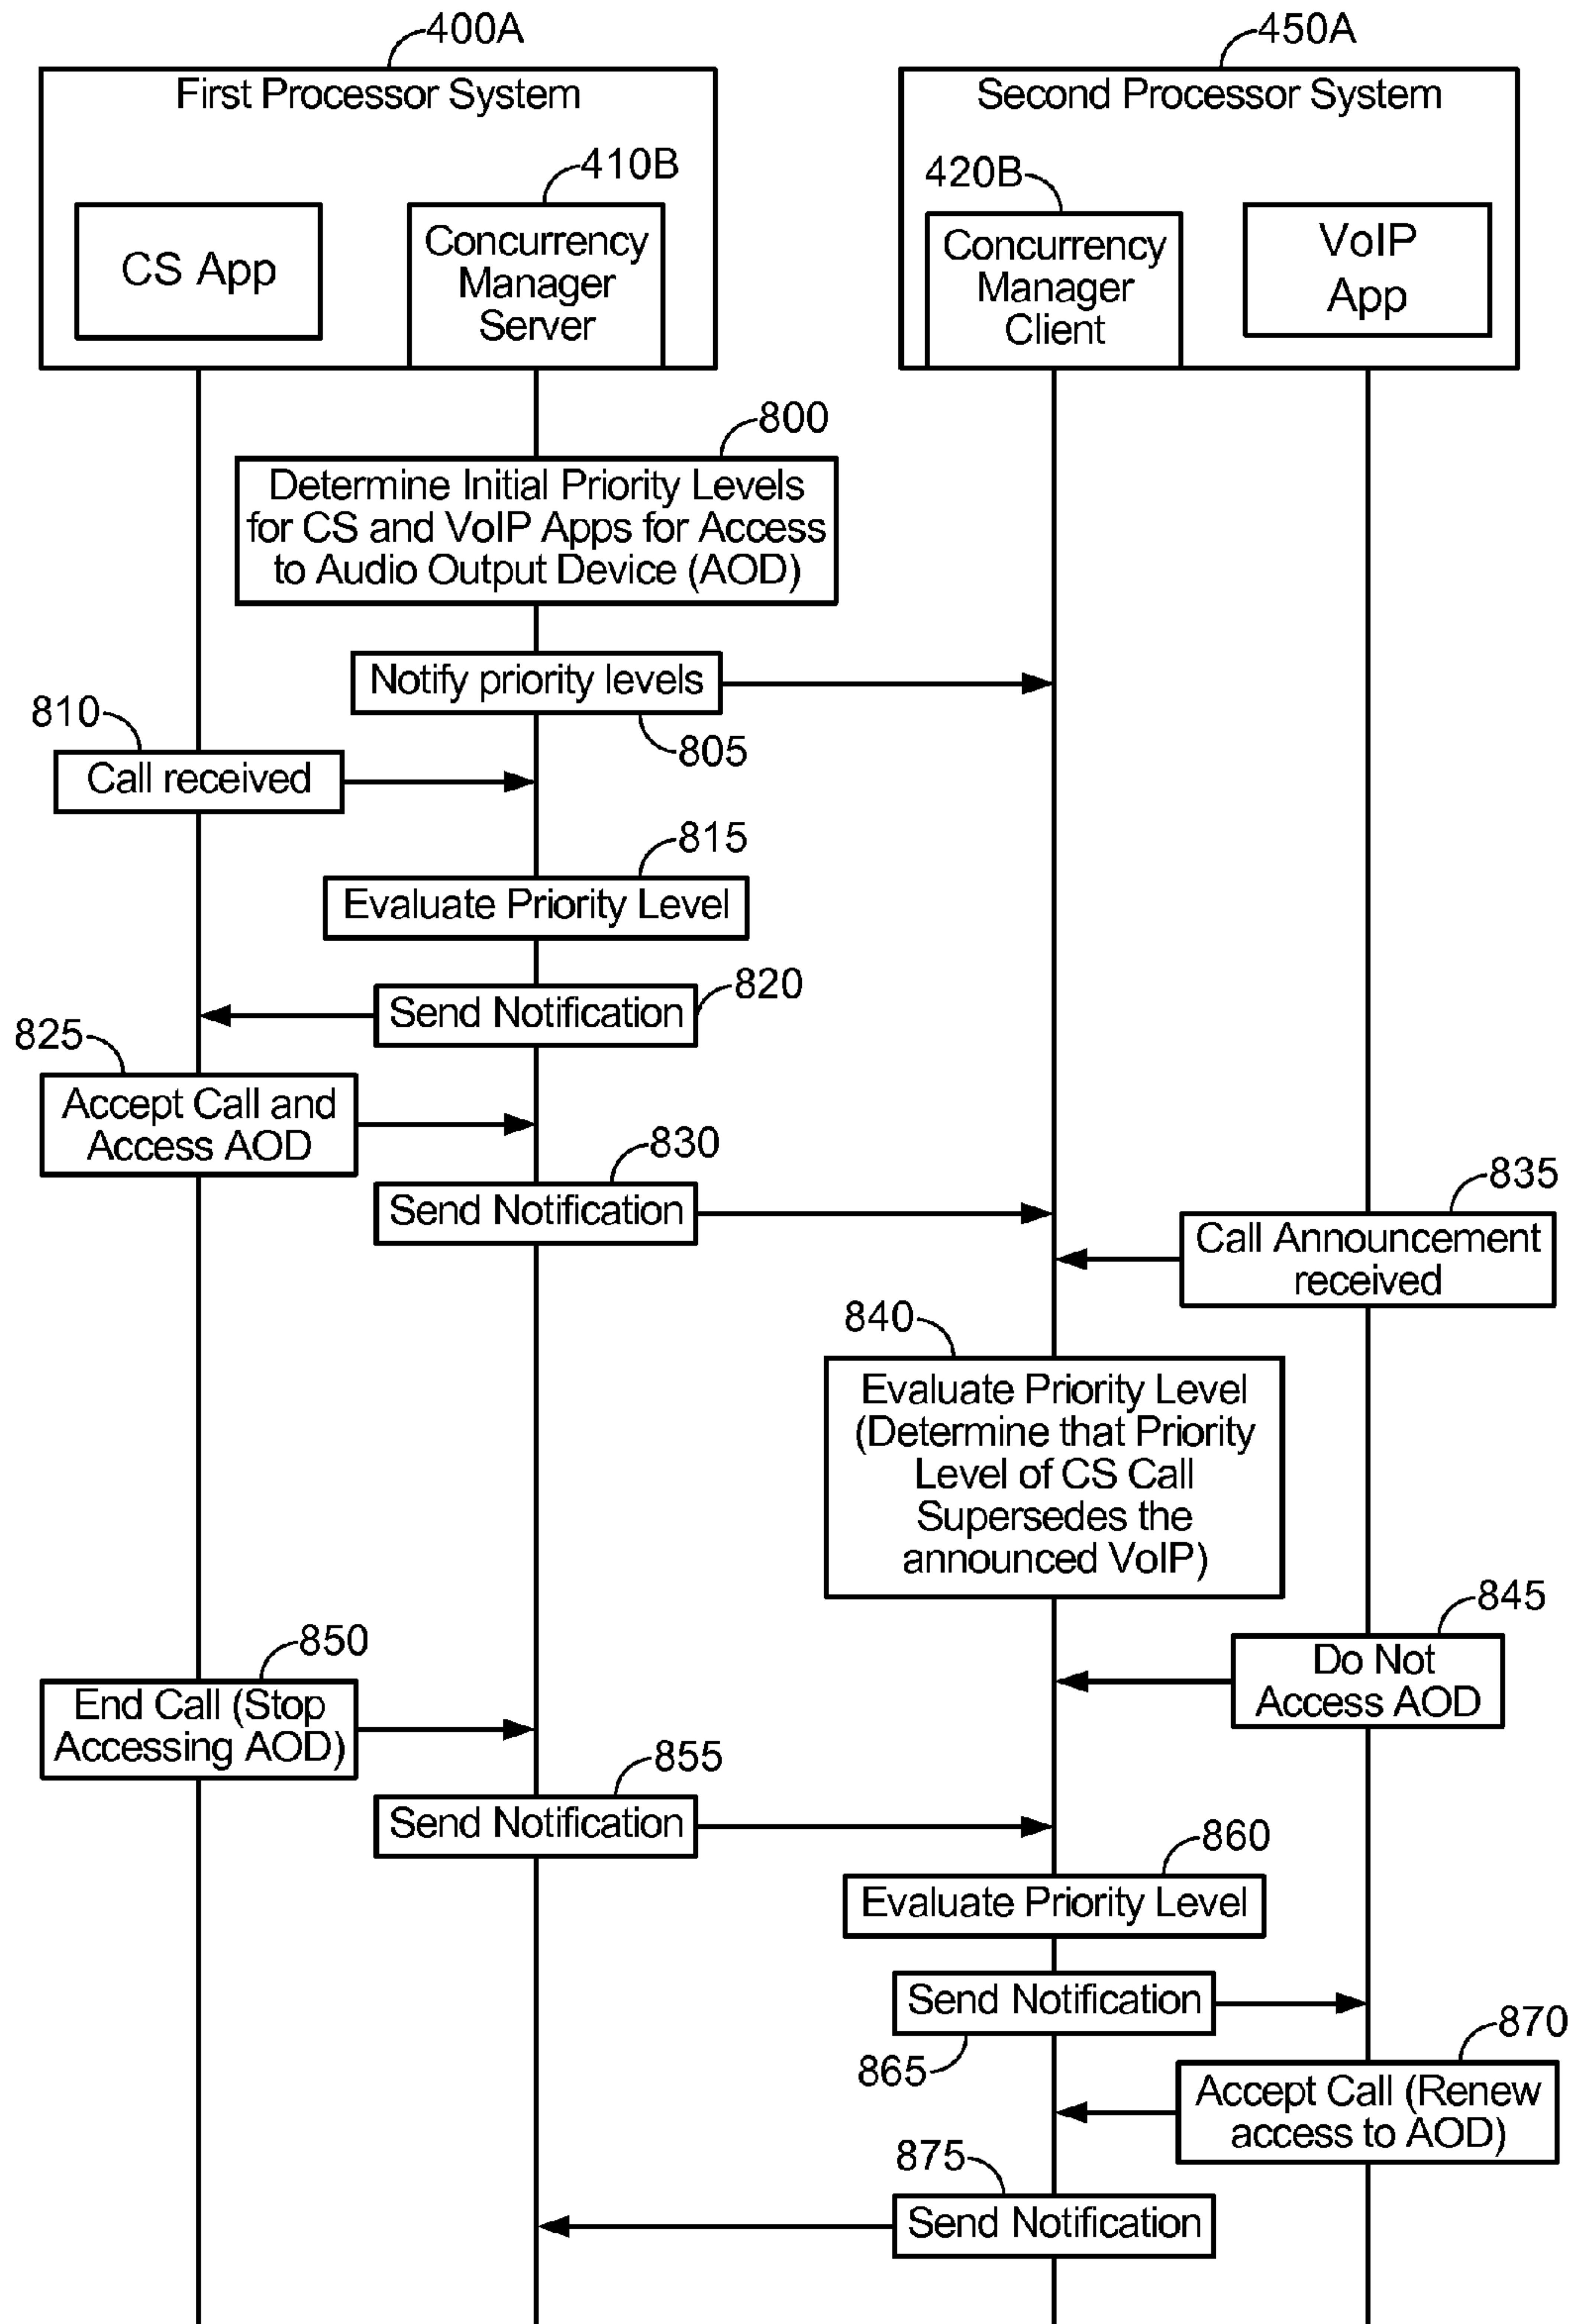 400A
450A
First Processor System
Second Processor System
410B
420B
CS App
Concurrency
Manager
Server
Concurrency
Manager
Client
VoIP
App
800
Determine Initial Priority Levels
for CS and VoIP Apps for Access
to Audio Output Device (AOD)
Notify priority levels
805
810
Call received
815
Evaluate Priority Level
820
Send Notification
825
Accept Call and
Access AOD
830
Send Notification
835
Call Announcement
received
840
Evaluate Priority Level
(Determine that Priority
Level of CS Call
Supersedes the
announced VoIP)
845
Do Not
Access AOD
850
End Call (Stop
Accessing AOD)
855
Send Notification
860
Evaluate Priority Level
Send Notification
865
870
Accept Call (Renew
access to AOD)
875
Send Notification